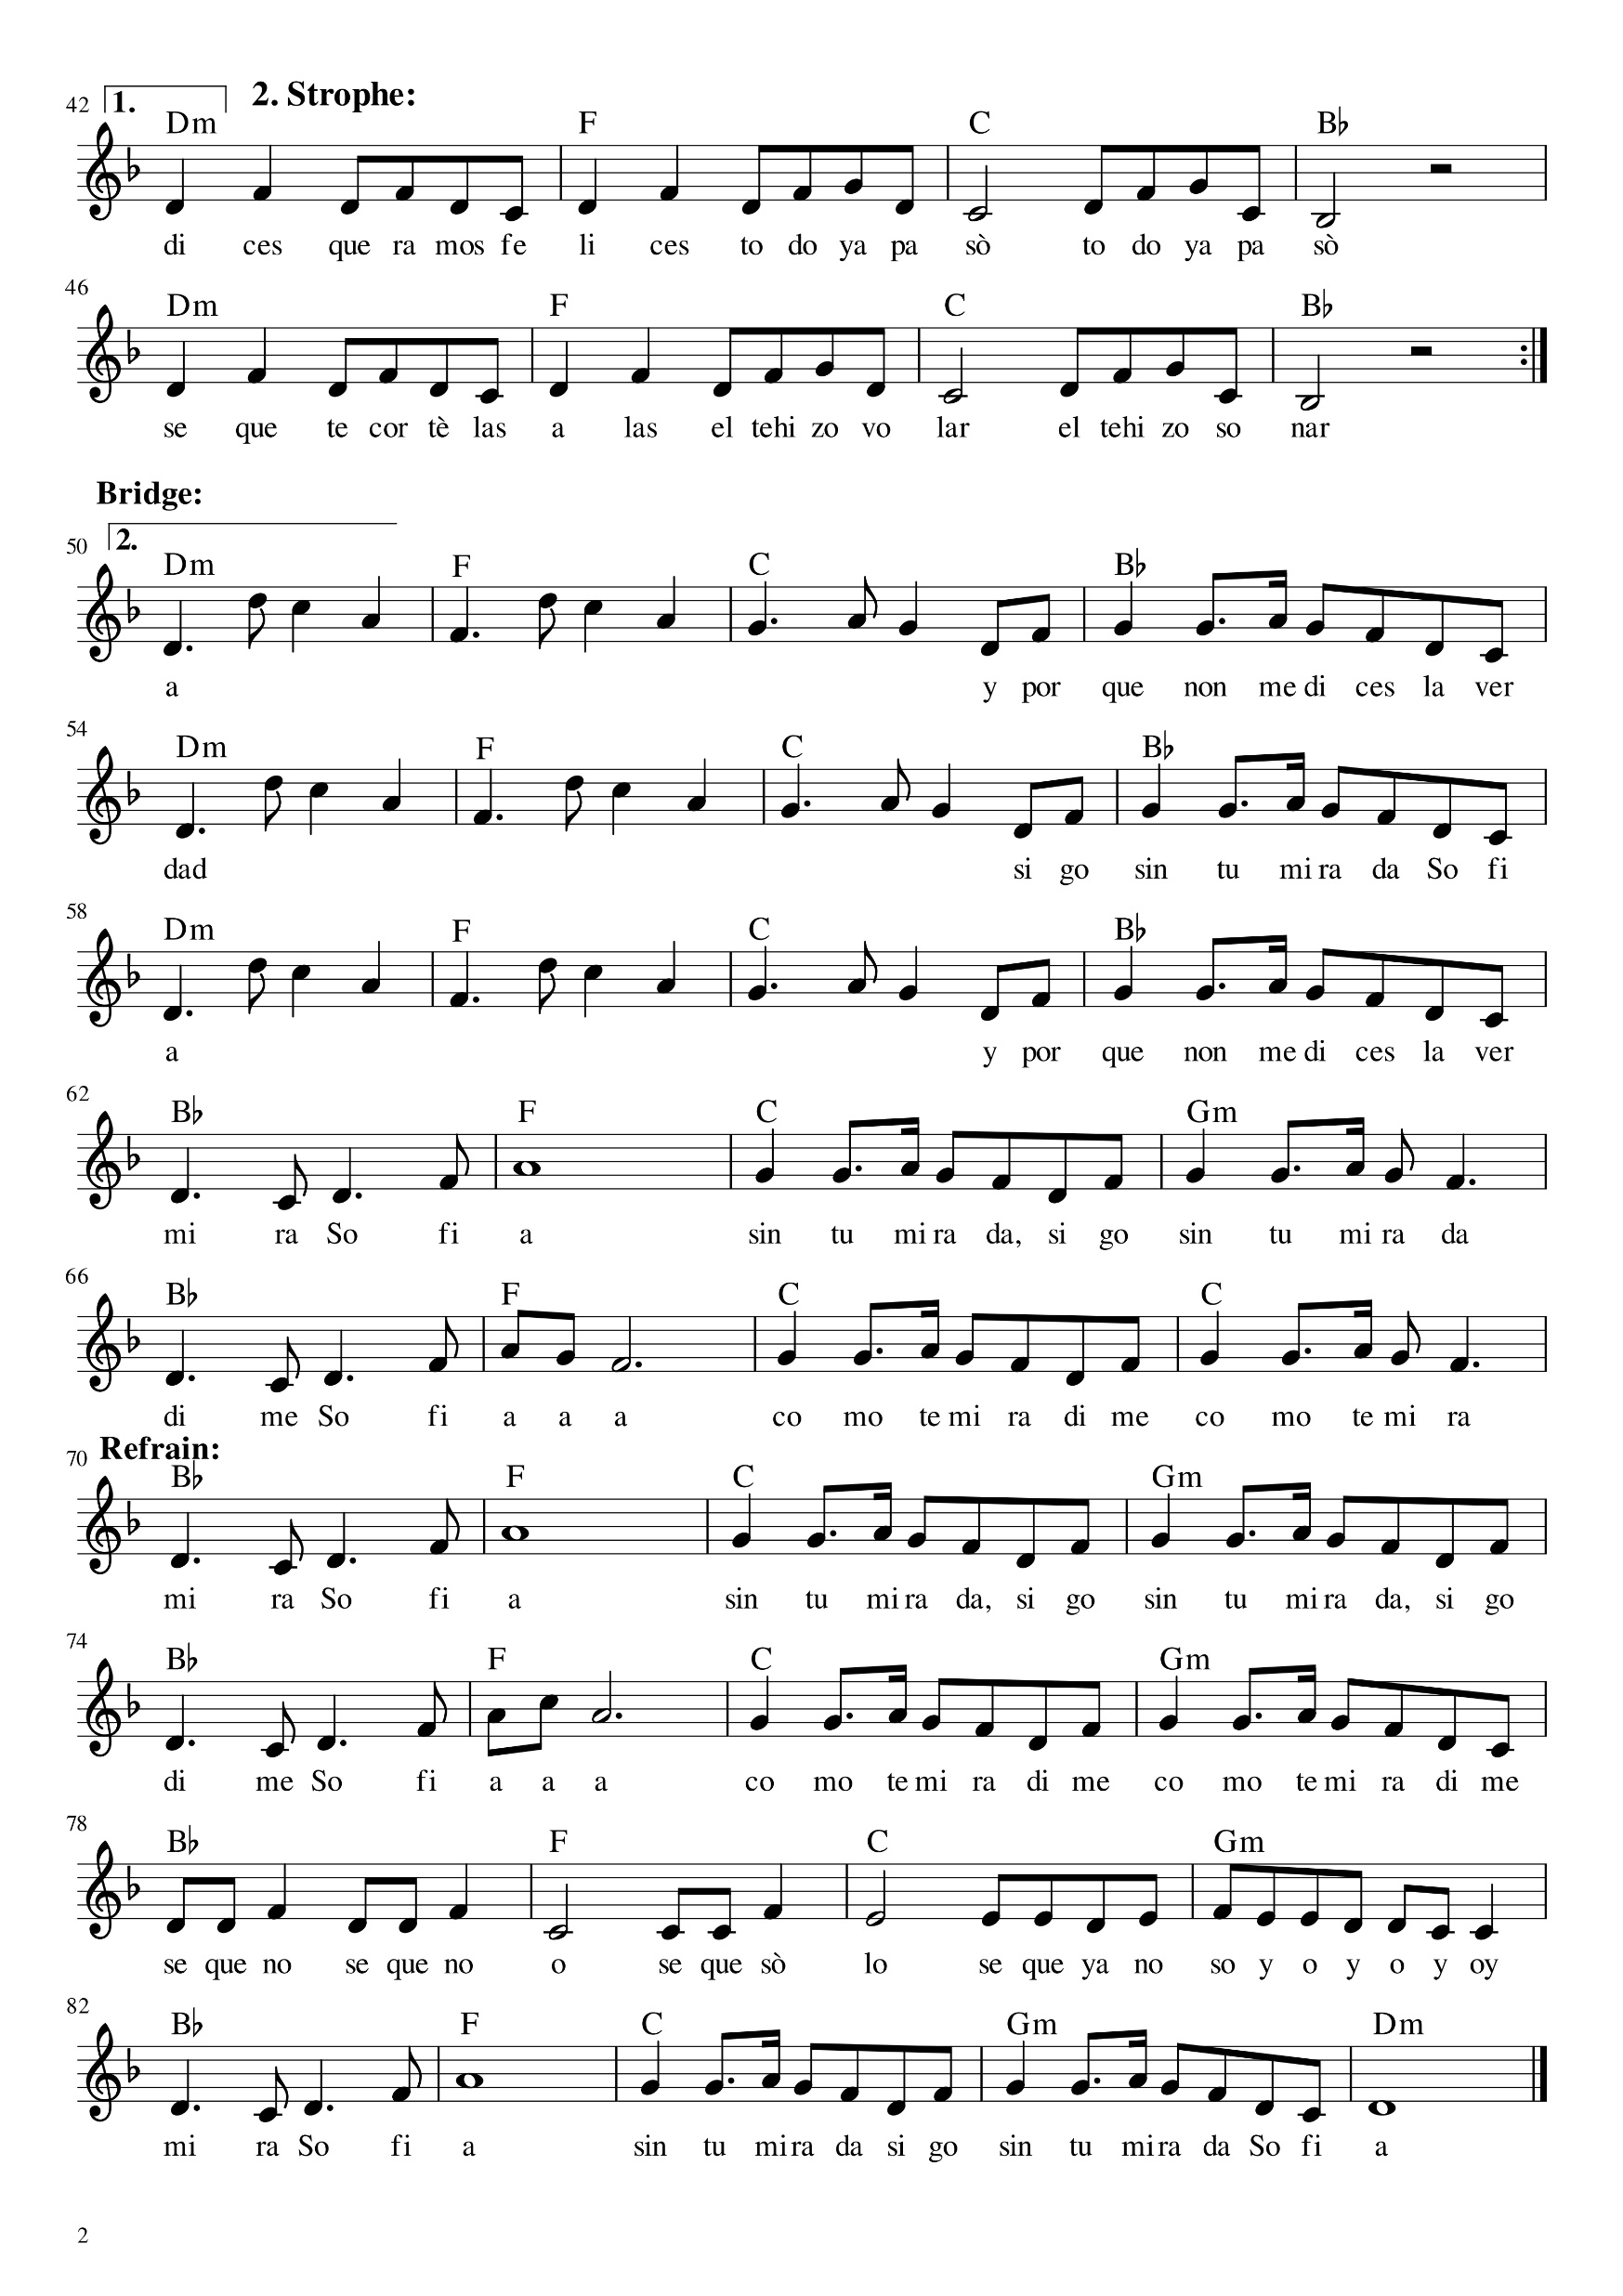 42 1. 2. Strophe:
Dm F C B♭
di ces que ra mos fe li ces to do ya pa sò to do ya pa sò
46
Dm F C B♭
se que te cor tè las a las el tehi zo vo lar el tehi zo so nar
Bridge:
50 2.
Dm F C B♭
a y por que non me di ces la ver
54
Dm F C B♭
dad si go sin tu mi ra da So fi
58
Dm F C B♭
a y por que non me di ces la ver
62
B♭ F C Gm
mi ra So fi a sin tu mi ra da, si go sin tu mi ra da
66
B♭ F C C
di me So fi a a a co mo te mi ra di me co mo te mi ra
70 Refrain:
B♭ F C Gm
mi ra So fi a sin tu mi ra da, si go sin tu mi ra da, si go
74
B♭ F C Gm
di me So fi a a a co mo te mi ra di me co mo te mi ra di me
78
B♭ F C Gm
se que no se que no o se que sò lo se que ya no so y o y o y oy
82
B♭ F C Gm Dm
mi ra So fi a sin tu mi ra da si go sin tu mi ra da So fi a
2